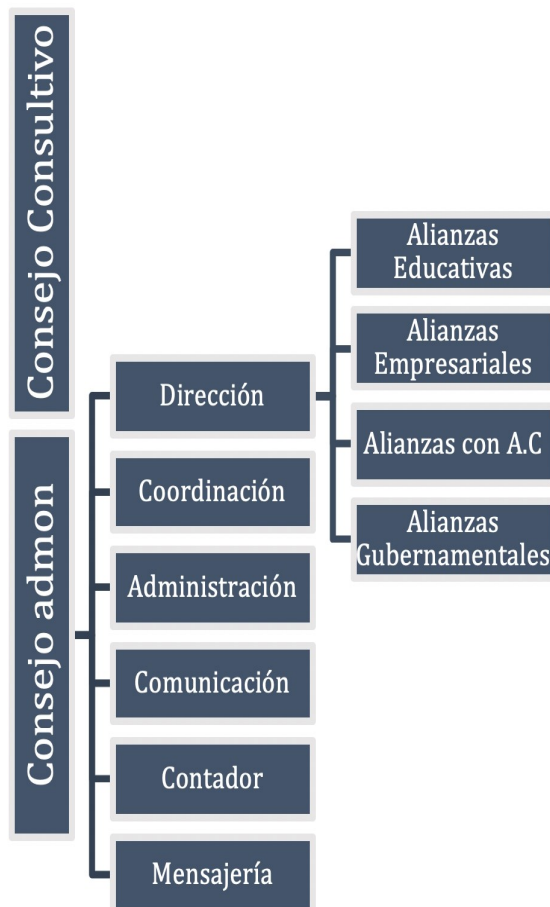 Consejo Consultivo
Consejo admon
Dirección
Coordinación
Administración
Comunicación
Contador
Mensajería
Alianzas
Educativas
Alianzas
Empresariales
Alianzas con A.C
Alianzas
Gubernamentales